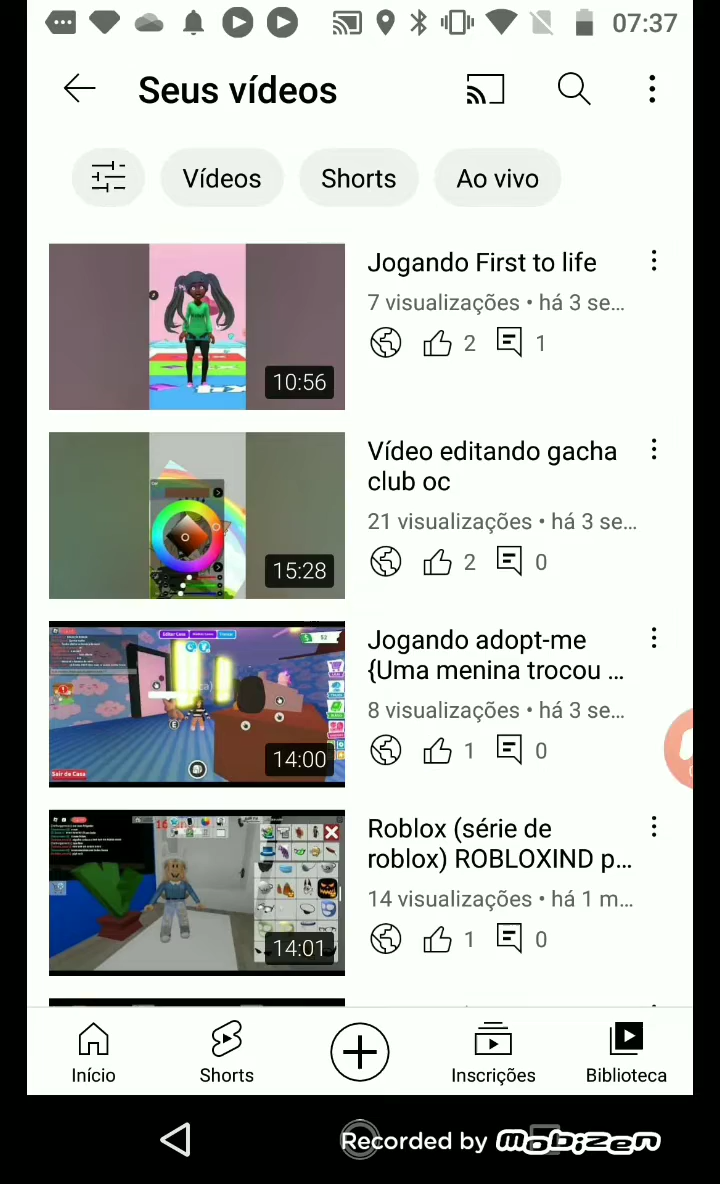 07:37
Seus vídeos
Vídeos
Shorts
Ao vivo
10:56
Jogando First to life
7 visualizações • há 3 se...
2
1
15:28
Vídeo editando gacha
club oc
21 visualizações • há 3 se...
2
0
14:00
Sair de Casa
Jogando adopt-me
{Uma menina trocou ...
8 visualizações • há 3 se...
1
0
14:01
Roblox (série de
roblox) ROBLOXIND p...
14 visualizações • há 1 m...
1
0
Início
Shorts
Inscrições
Biblioteca
Recorded by mobizen